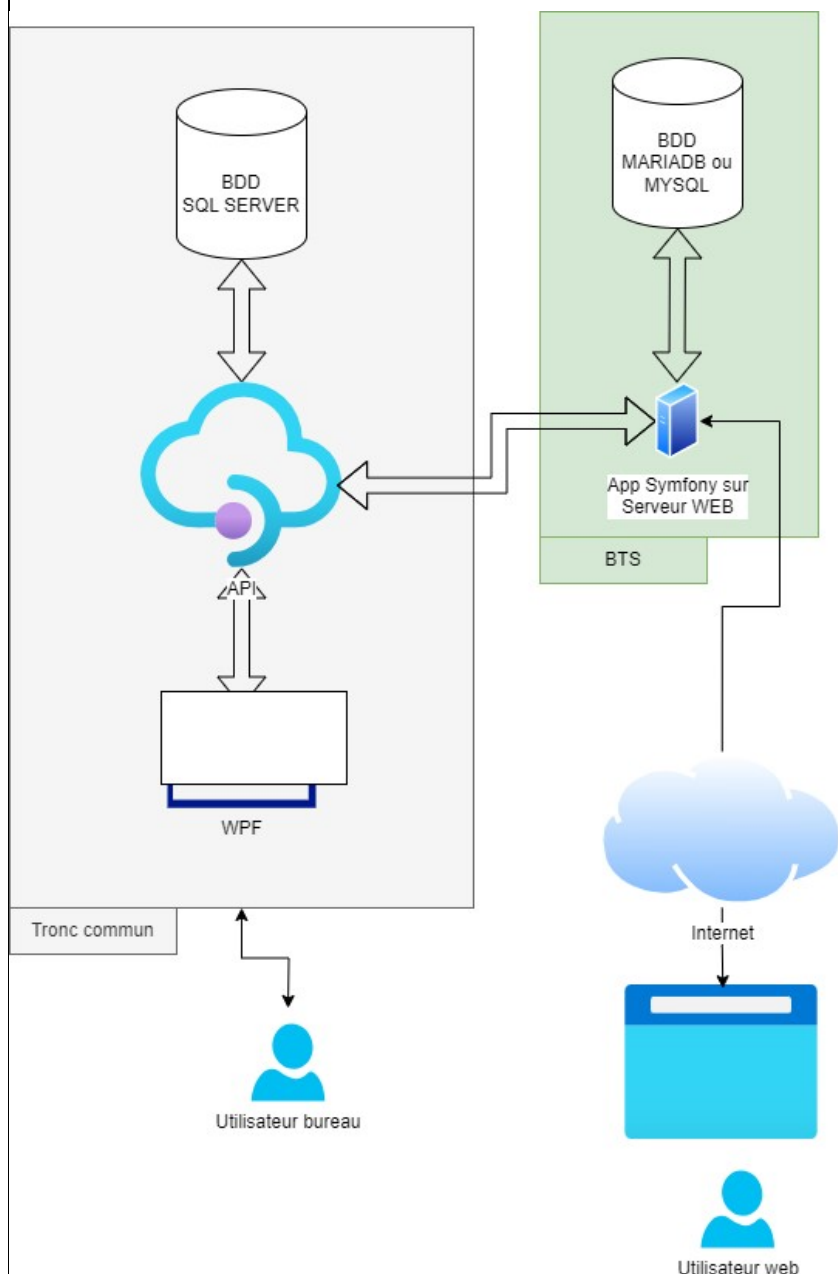 BDD
SQL SERVER
BDD
MARIADB ou
MYSQL
App Symfony sur
Serveur WEB
BTS
API
WPF
Tronc commun
Internet
Utilisateur bureau
Utilisateur web